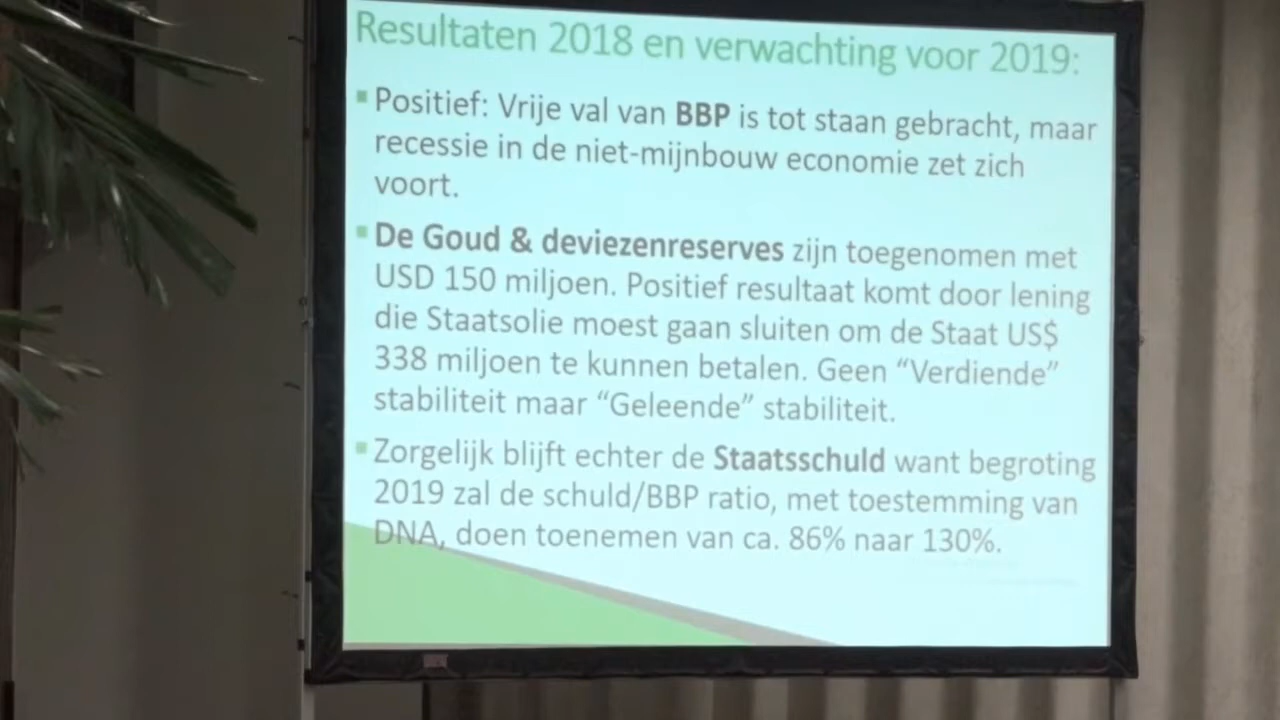 Resultaten 2018 en verwachting voor 2019:
▪ Positief: Vrije val van BBP is tot staan gebracht, maar
recessie in de niet-mijnbouw economie zet zich
voort.
▪ De Goud & deviezenreserves zijn toegenomen met
USD 150 miljoen. Positief resultaat komt door lening
die Staatsolie moest gaan sluiten om de Staat US$
338 miljoen te kunnen betalen. Geen “Verdiende”
stabiliteit maar “Geleende” stabiliteit.
▪ Zorgelijk blijft echter de Staatsschuld want begroting
2019 zal de schuld/BBP ratio, met toestemming van
DNA, doen toenemen van ca. 86% naar 130%.